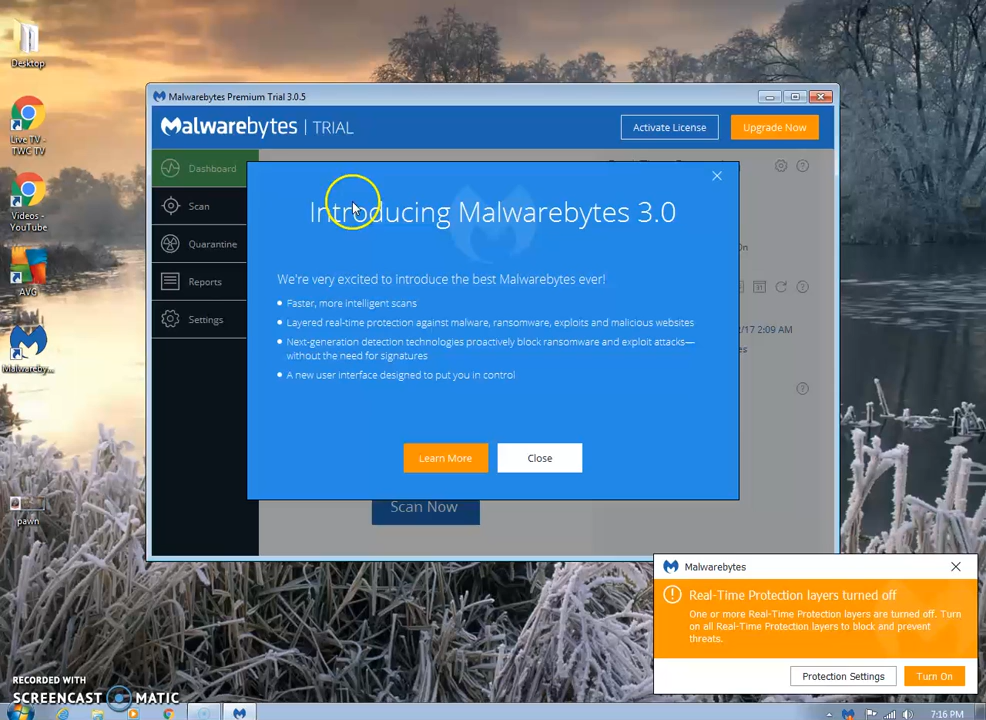 Desktop
Live TV -
TWC TV
Videos -
YouTube
AVG
Malwareby...
pawn
Malwarebytes Premium Trial 3.0.5
Malwarebytes | TRIAL
Activate License
Upgrade Now
Dashboard
Scan
Quarantine
Reports
Settings
Introducing Malwarebytes 3.0
We're very excited to introduce the best Malwarebytes ever!
Faster, more intelligent scans
Layered real-time protection against malware, ransomware, exploits and malicious websites
Next-generation detection technologies proactively block ransomware and exploit attacks—
without the need for signatures
A new user interface designed to put you in control
Learn More
Close
Scan Now
/17 2:09 AM
Malwarebytes
Real-Time Protection layers turned off
One or more Real-Time Protection layers are turned off. Turn
on all Real-Time Protection layers to block and prevent
threats.
Protection Settings
Turn On
RECORDED WITH
SCREENCAST MATIC
7:16 PM